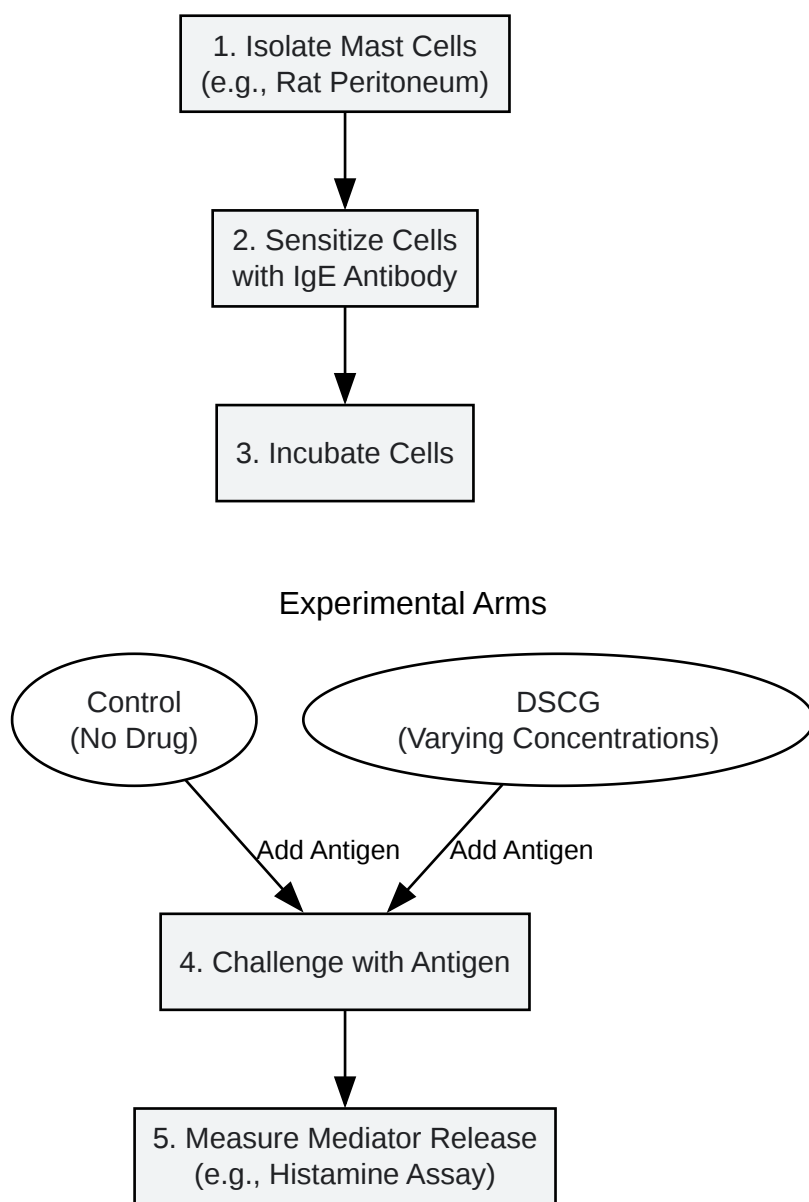 1. Isolate Mast Cells
(e.g., Rat Peritoneum)
2. Sensitize Cells
with IgE Antibody
3. Incubate Cells
Experimental Arms
Control
(No Drug)
DSCG
(Varying Concentrations)
Add Antigen
Add Antigen
4. Challenge with Antigen
5. Measure Mediator Release
(e.g., Histamine Assay)